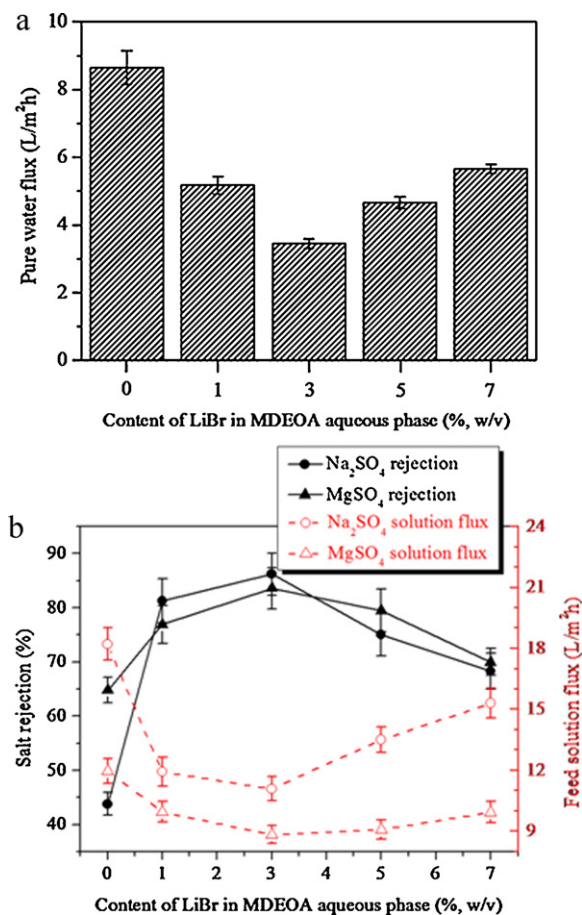 a
10
8
6
4
2
0
Pure water flux (L/m²h)
0 1 3 5 7
Content of LiBr in MDEOA aqueous phase (%, w/v)
Na₂SO₄ rejection
MgSO₄ rejection
Na₂SO₄ solution flux
MgSO₄ solution flux
b
90
80
70
60
50
40
Salt rejection (%)
24
21
18
15
12
9
Feed solution flux (L/m²h)
0 1 2 3 4 5 6 7
Content of LiBr in MDEOA aqueous phase (%, w/v)